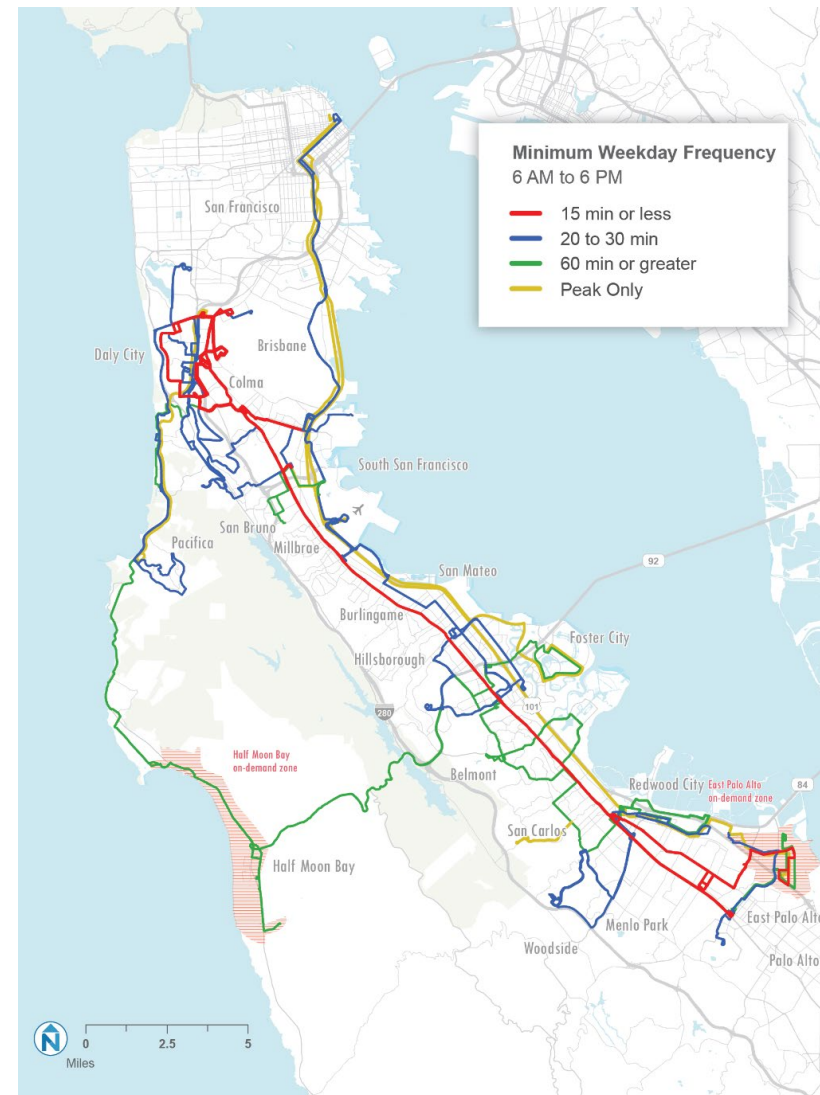 Minimum Weekday Frequency
6 AM to 6 PM
15 min or less
20 to 30 min
60 min or greater
Peak Only
San Francisco
Brisbane
Daly City
Colma
South San Francisco
San Bruno
Pacifica
Millbrae
92
San Mateo
Burlingame
Foster City
Hillsborough
280
101
Half Moon Bay
on-demand zone
Belmont
Redwood City
East Palo Alto
on-demand zone
84
San Carlos
Half Moon Bay
East Palo Alto
Menlo Park
Woodside
Palo Alto
N
0
2.5
5
Miles